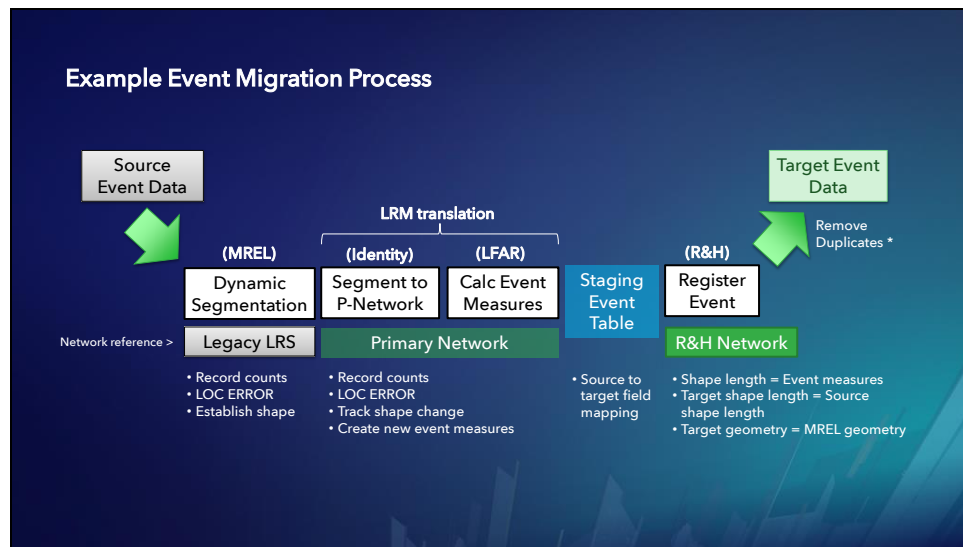 Example Event Migration Process
Source
Event Data
Target Event
Data
LRM translation
Remove
Duplicates *
(MREL)
(Identity)
(LFAR)
(R&H)
Dynamic
Segmentation
Segment to
P-Network
Calc Event
Measures
Staging
Event
Table
Register
Event
Network reference >
Legacy LRS
Primary Network
R&H Network
• Record counts
• LOC ERROR
• Establish shape
• Record counts
• LOC ERROR
• Track shape change
• Create new event measures
• Source to
target field
mapping
• Shape length = Event measures
• Target shape length = Source
shape length
• Target geometry = MREL geometry